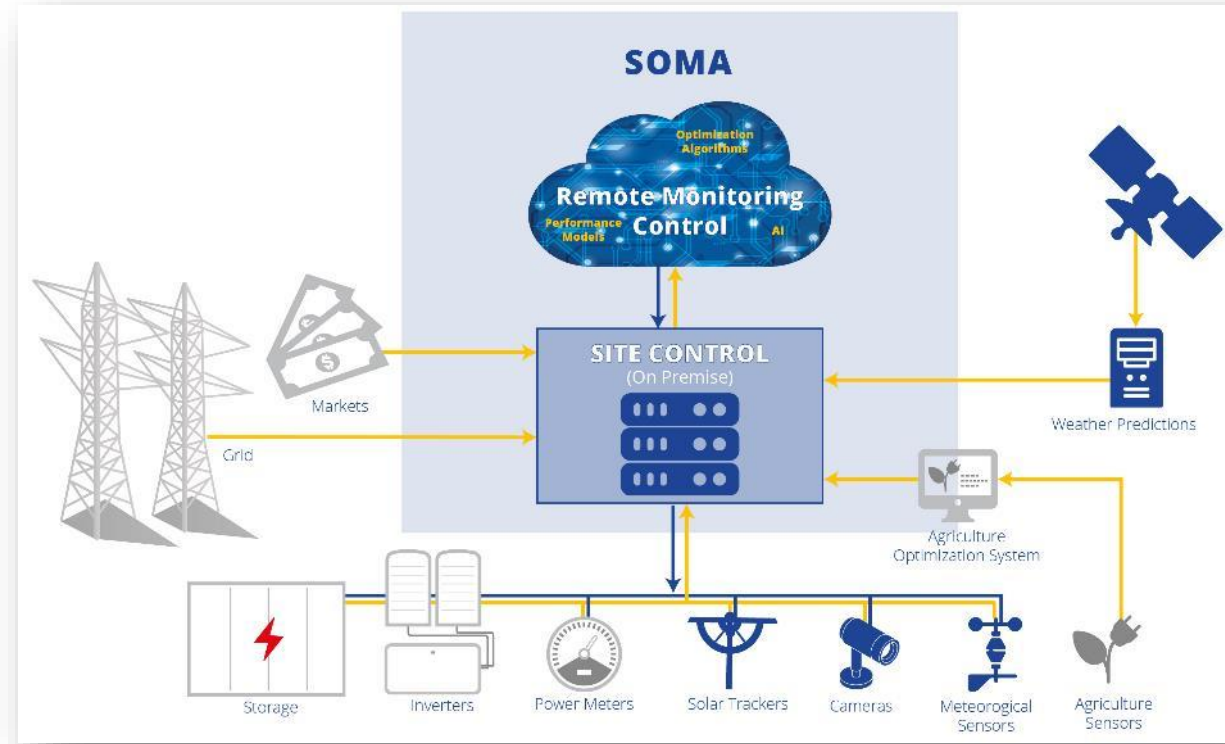 SOMA
Optimization
Algorithms
Remote Monitoring
Performance
Models
Control
AI
SITE CONTROL
(On Premise)
Markets
Grid
Weather Predictions
Agriculture
Optimization System
Storage
Inverters
Power Meters
Solar Trackers
Cameras
Meteorogical
Sensors
Agriculture
Sensors